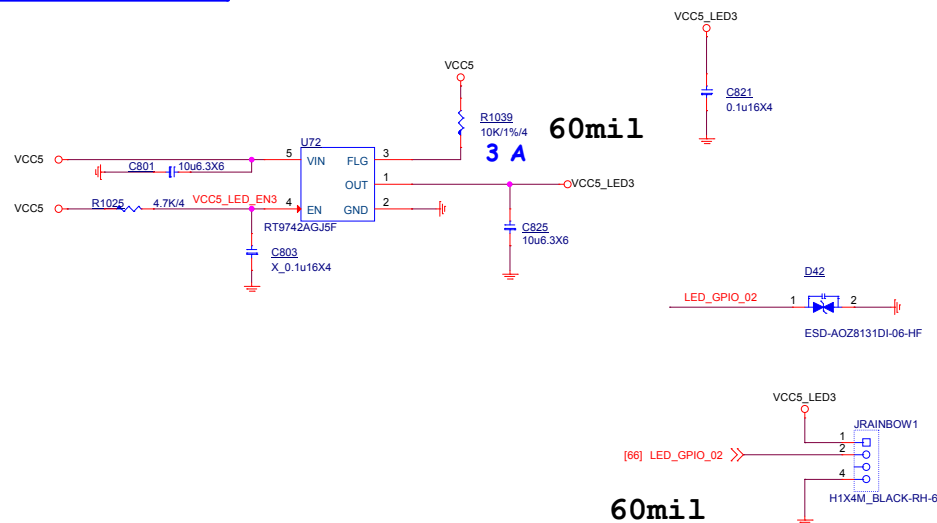 VCC5_LED3
C821
0.1u16X4
VCC5
R1039
10K/1%/4
60mil
3 A
U72
VCC5
C801
10u6.3X6
5
VIN
FLG
3
OUT
1
VCC5_LED3
VCC5
R1025
4.7K/4
VCC5_LED_EN3
4
EN
GND
2
RT9742AGJ5F
C803
X_0.1u16X4
C825
10u6.3X6
D42
LED_GPIO_02
1
2
ESD-AOZ8131DI-06-HF
VCC5_LED3
JRAINBOW1
1
2
[66] LED_GPIO_02
4
H1X4M_BLACK-RH-6
60mil